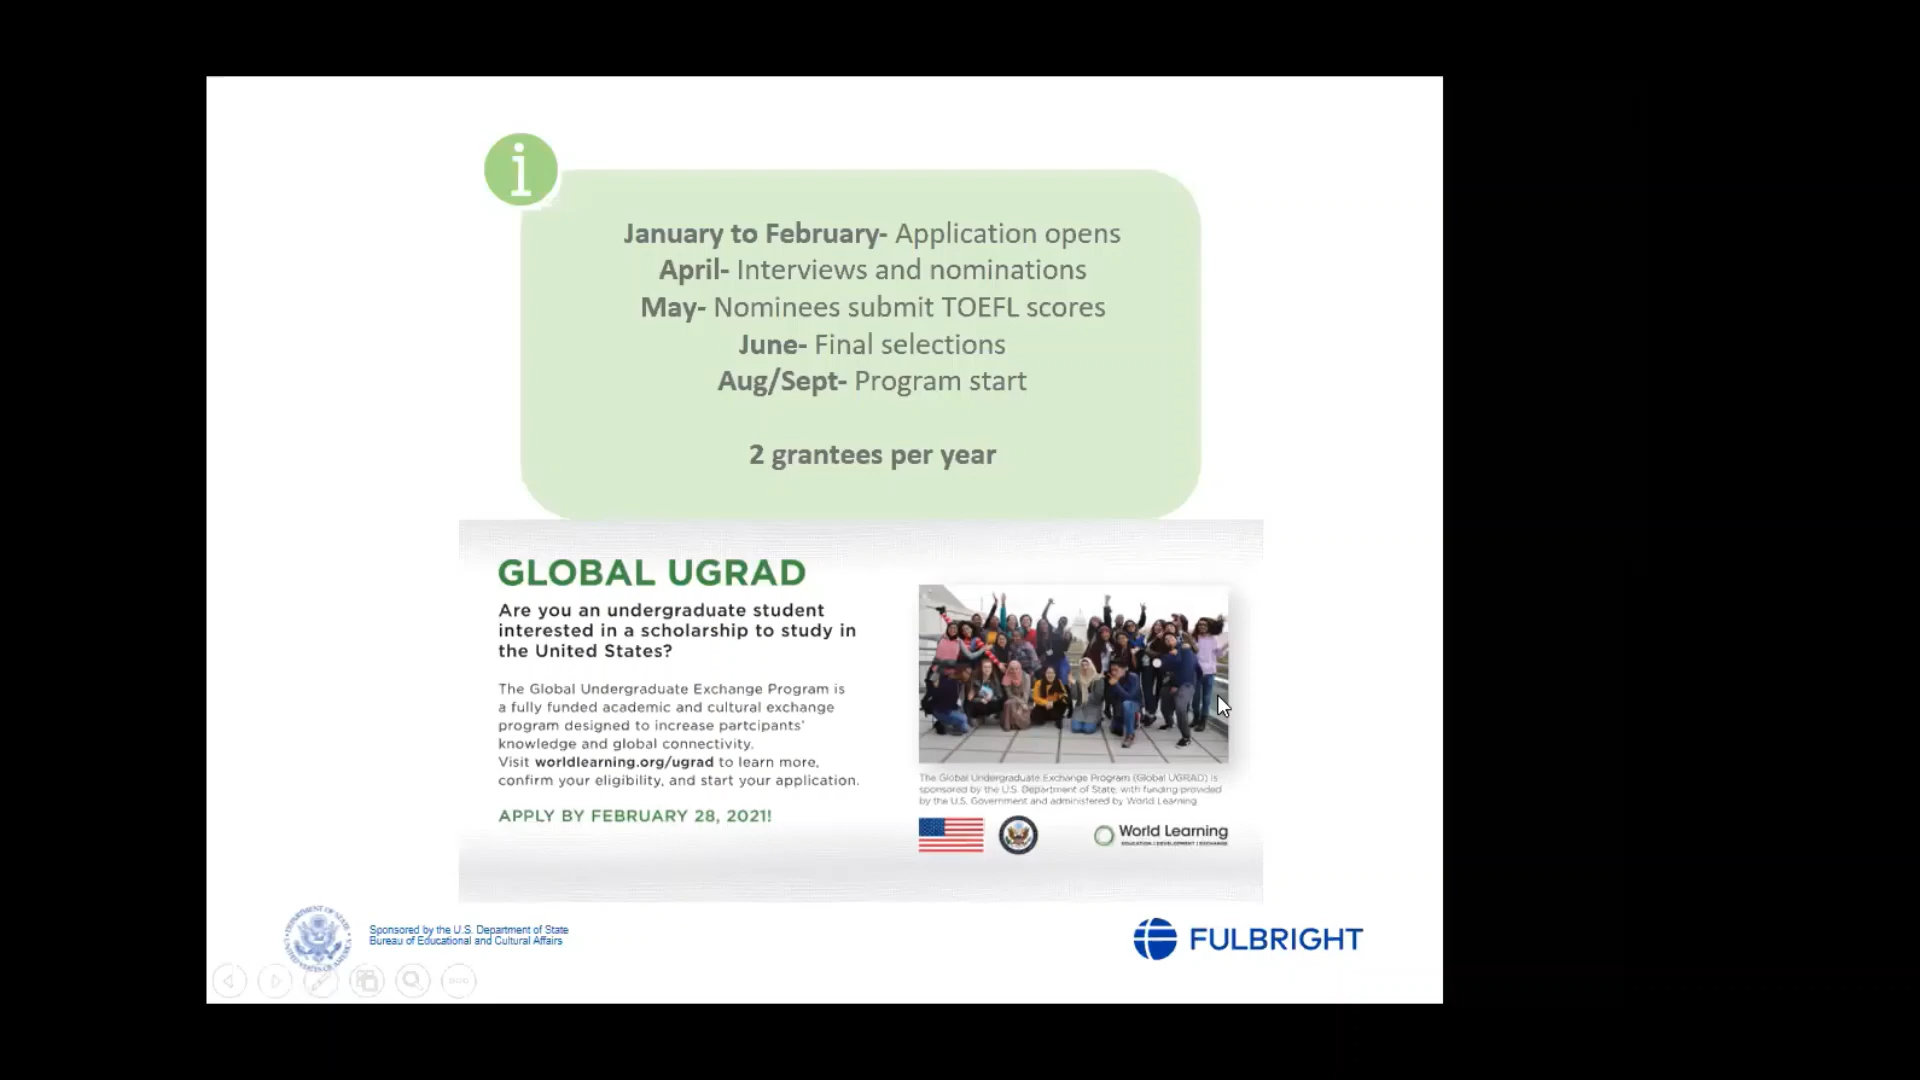 i
January to February- Application opens
April- Interviews and nominations
May- Nominees submit TOEFL scores
June- Final selections
Aug/Sept- Program start
2 grantees per year
GLOBAL UGRAD
Are you an undergraduate student
interested in a scholarship to study in
the United States?
The Global Undergraduate Exchange Program is
a fully funded academic and cultural exchange
program designed to increase partcipants'
knowledge and global connectivity.
Visit worldlearning.org/ugrad to learn more,
confirm your eligibility, and start your application.
APPLY BY FEBRUARY 28, 2021!
The Global Undergraduate Exchange Program (Global UGRAD) is
sponsored by the U.S. Department of State, with funding provided
by the U.S. Government and administered by World Learning
World Learning
EDUCATION | DEVELOPMENT | EXCHANGE
Sponsored by the U.S. Department of State
Bureau of Educational and Cultural Affairs
FULBRIGHT